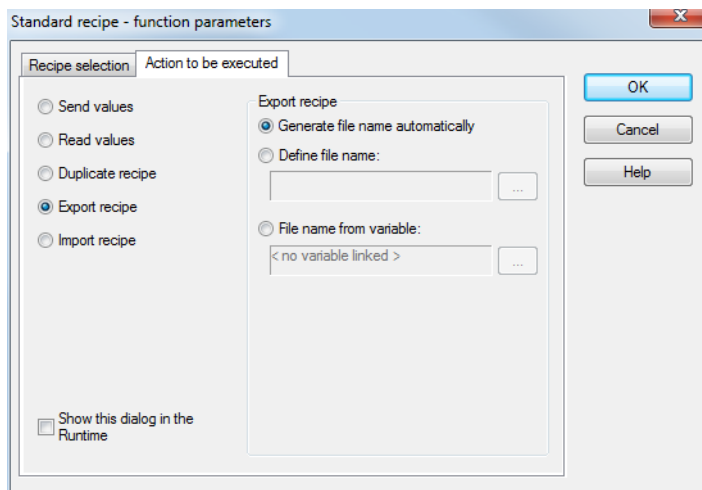 Standard recipe - function parameters
Recipe selection
Action to be executed
Send values
Read values
Duplicate recipe
Export recipe
Import recipe
Show this dialog in the
Runtime
Export recipe
Generate file name automatically
Define file name:
...
File name from variable:
< no variable linked >
...
OK
Cancel
Help